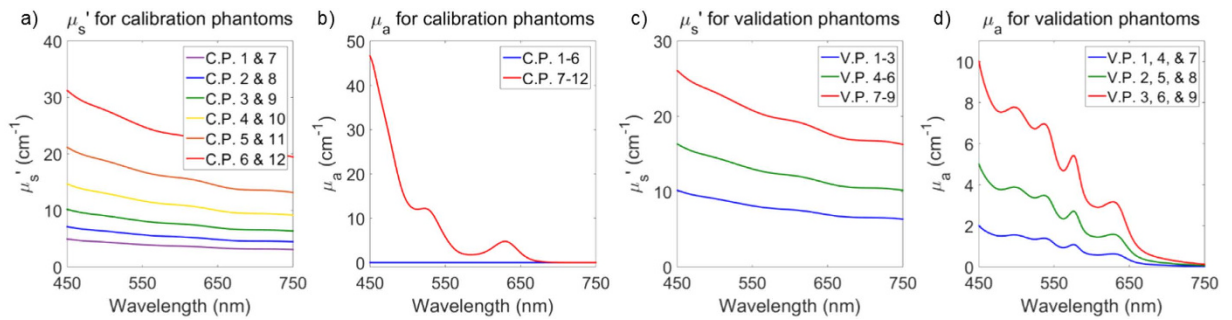 a) μs' for calibration phantoms
μs' (cm-1)
40
30
20
10
0
C.P. 1 & 7
C.P. 2 & 8
C.P. 3 & 9
C.P. 4 & 10
C.P. 5 & 11
C.P. 6 & 12
450 550 650 750
Wavelength (nm)
b) μa for calibration phantoms
μa (cm-1)
50
40
30
20
10
0
C.P. 1-6
C.P. 7-12
450 550 650 750
Wavelength (nm)
c) μs' for validation phantoms
μs' (cm-1)
30
20
10
0
V.P. 1-3
V.P. 4-6
V.P. 7-9
450 550 650 750
Wavelength (nm)
d) μa for validation phantoms
μa (cm-1)
10
8
6
4
2
0
V.P. 1, 4, & 7
V.P. 2, 5, & 8
V.P. 3, 6, & 9
450 550 650 750
Wavelength (nm)